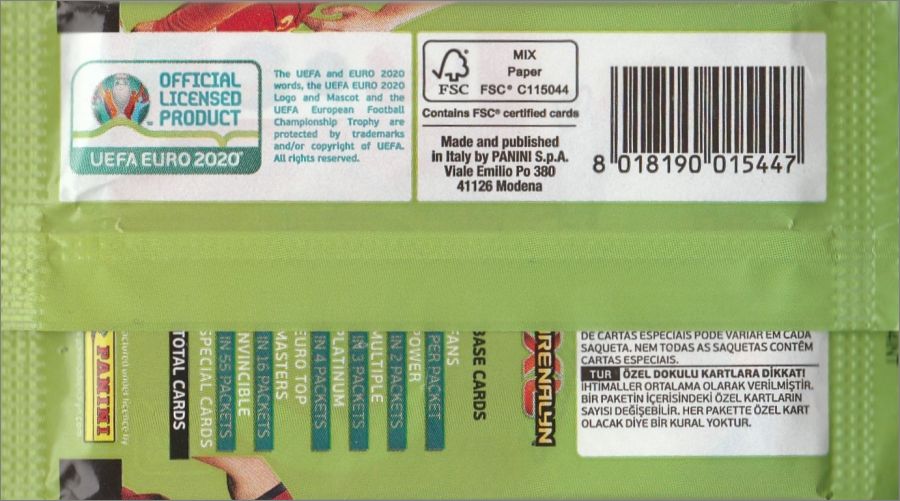 OFFICIAL
LICENSED
PRODUCT
UEFA EURO 2020
The UEFA and EURO 2020
words, the UEFA EURO 2020
Logo and Mascot and the
UEFA European Football
Championship Trophy are
protected by trademarks
and/or copyright of UEFA.
All rights reserved.
FSC
MIX
Paper
FSC® C115044
Contains FSC® certified cards
Made and published
in Italy by PANINI S.p.A.
Viale Emilio Po 380
41126 Modena
8 018190 015447
DE CARTAS ESPECIAIS PODE VARIAR EM CADA
SAQUETA. NEM TODAS AS SAQUETAS CONTÊM
CARTAS ESPECIAIS.
TUR ÖZEL DOKULU KARTLARA DİKKAT!
İHTİMALLER ORTALAMA OLARAK VERİLMİŞTİR.
BİR PAKETİN İÇERİSİNDEKİ ÖZEL KARTLARIN
SAYISI DEĞİŞEBİLİR. HER PAKETTE ÖZEL KART
OLACAK DİYE BİR KURAL YOKTUR.
RENALYN
XL
BASE CARDS
FANS
PER PACKET
POWER
IN 2 PACKETS
MULTIPLE
IN 3 PACKETS
PLATINUM
IN 4 PACKETS
EURO TOP
MASTERS
IN 16 PACKETS
INVINCIBLE
IN 55 PACKETS
SPECIAL CARDS
TOTAL CARDS
under licence by
PANINI